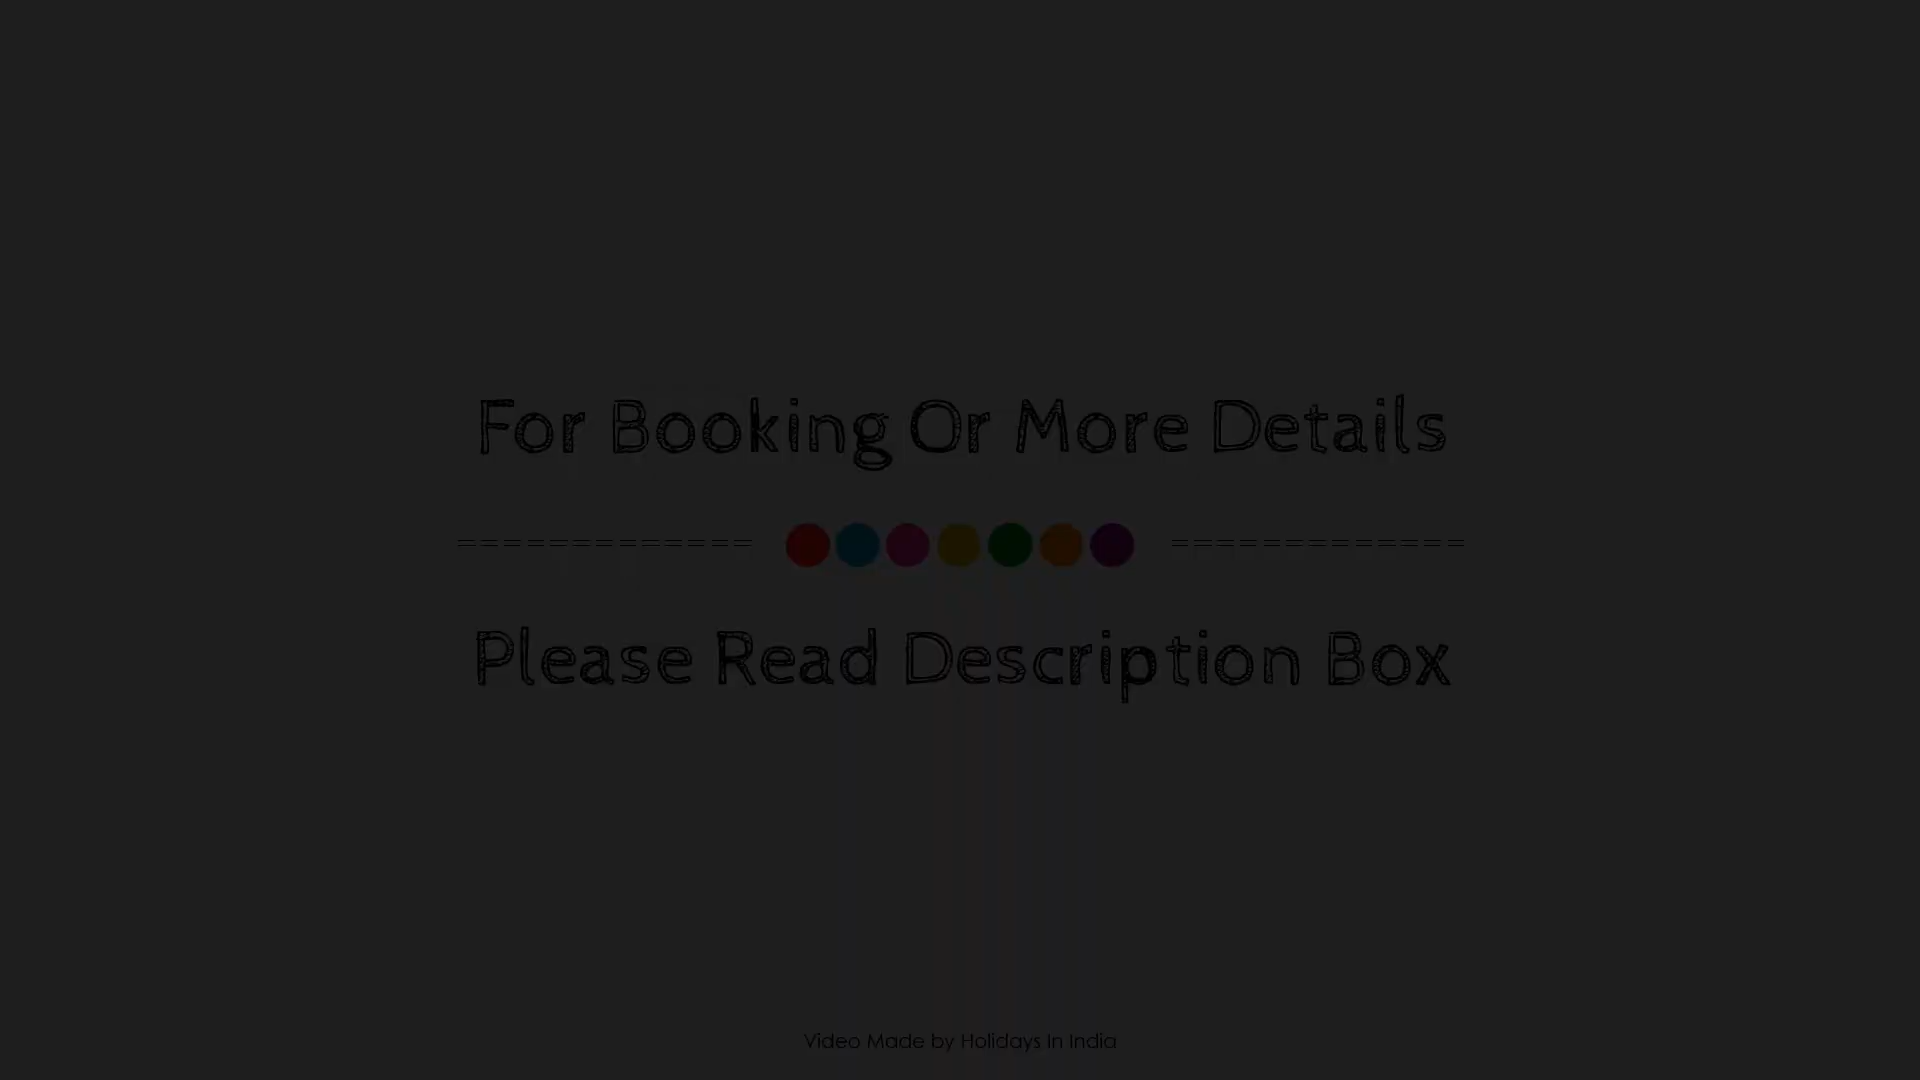 For Booking Or More Details
============= =============
Please Read Description Box
Video Made by Holidays In India